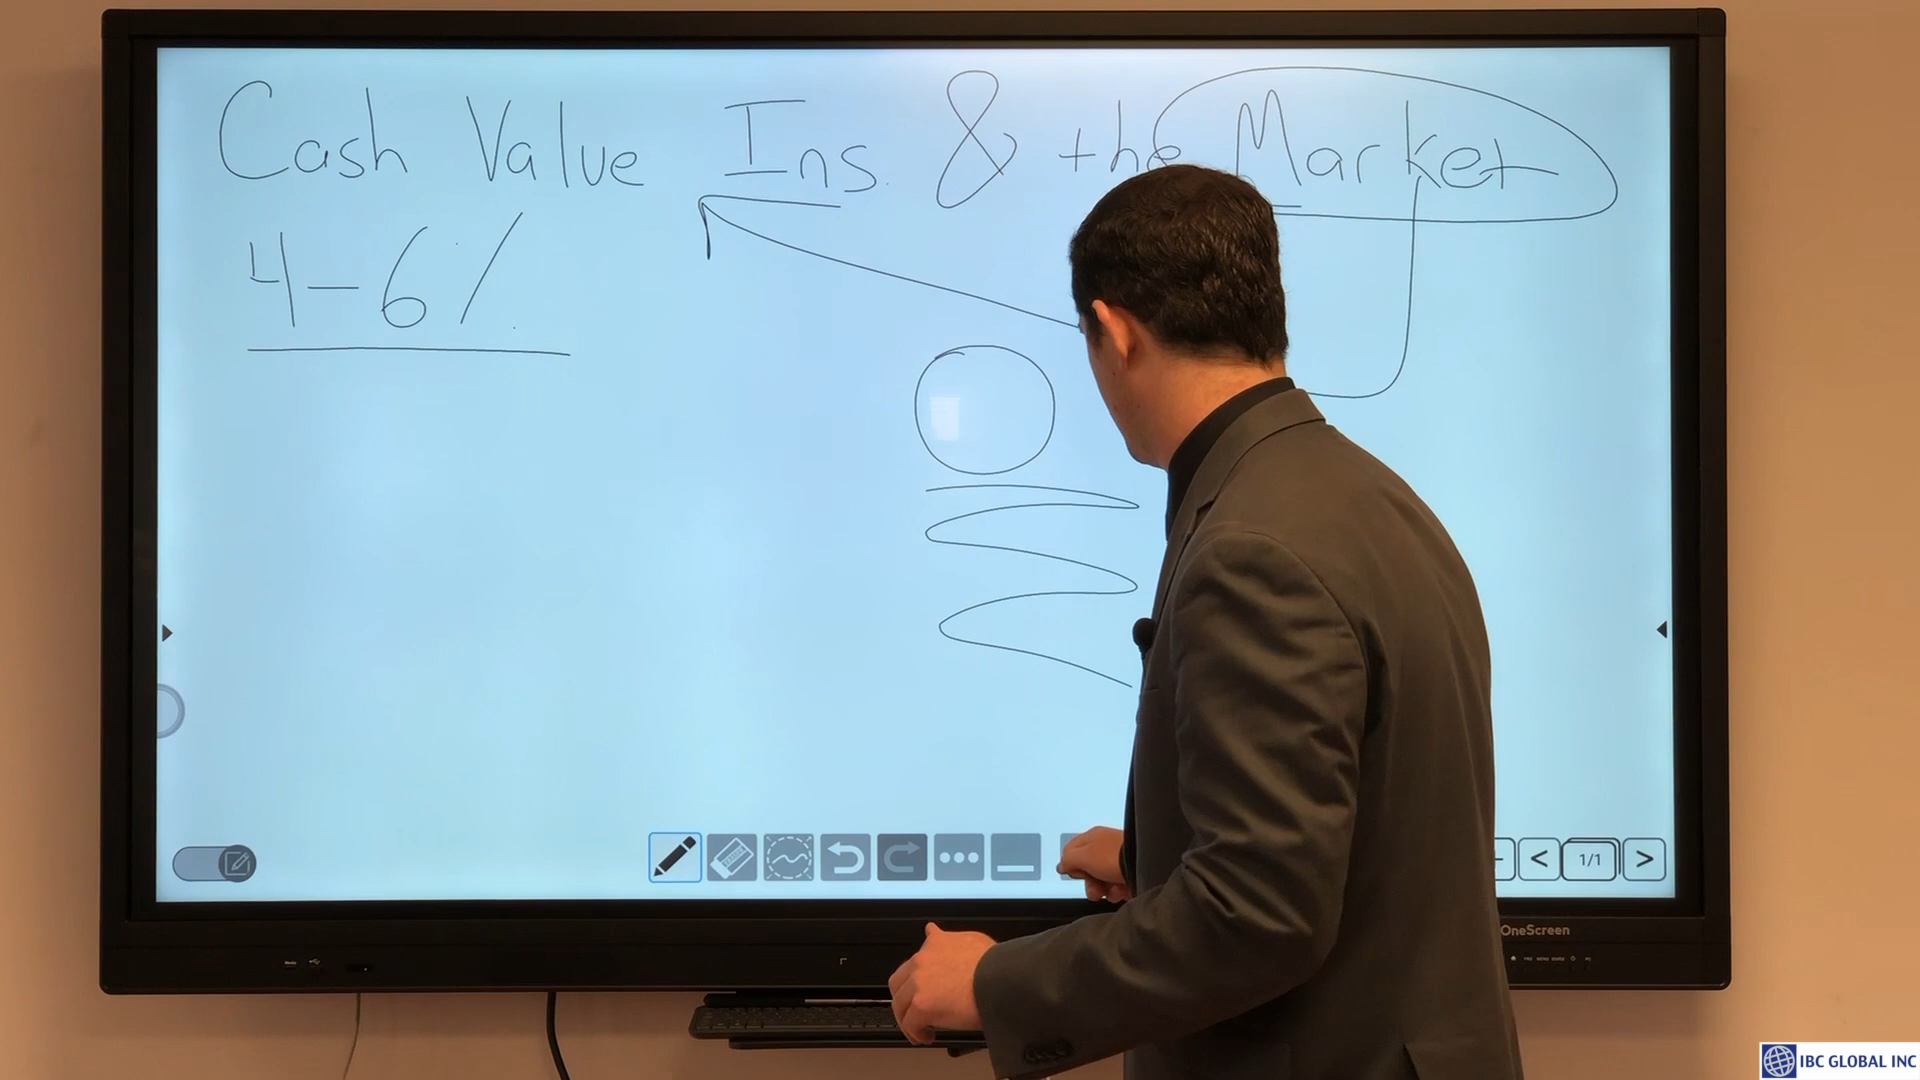 Cash Value Ins. & the Market
4-6%
1/1
OneScreen
IBC GLOBAL INC